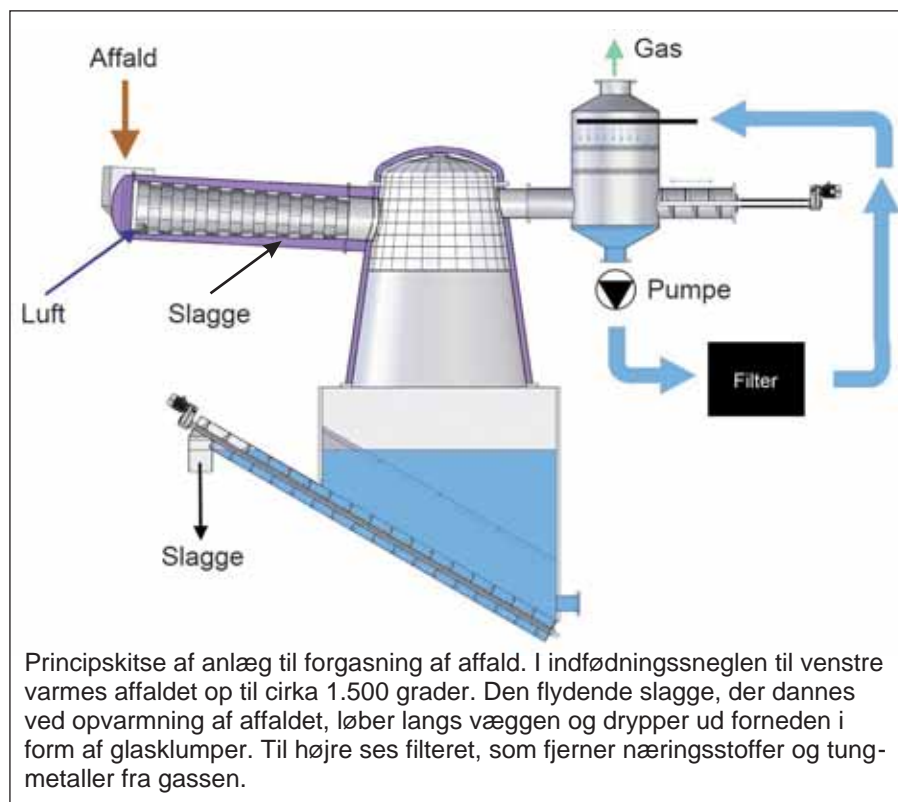 Affald
Gas
Luft
Slagge
Pumpe
Filter
Slagge
Principskitse af anlæg til forgasning af affald. I indfødningssneglen til venstre
varmes affaldet op til cirka 1.500 grader. Den flydende slagge, der dannes
ved opvarmning af affaldet, løber langs væggen og drypper ud forneden i
form af glasklumper. Til højre ses filteret, som fjerner næringsstoffer og tung-
metaller fra gassen.